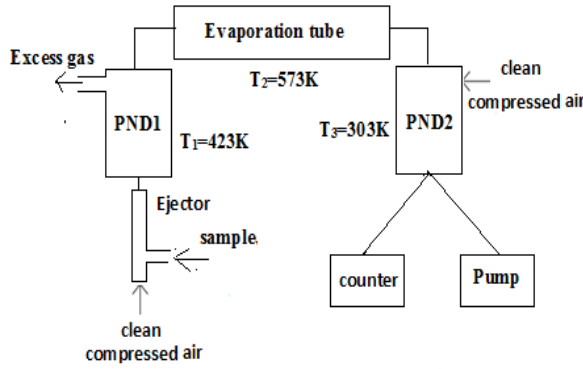 Evaporation tube
Excess gas
T₂=573K
clean
compressed air
PND1
T₁=423K
T₃=303K
PND2
Ejector
sample.
counter
Pump
clean
compressed air